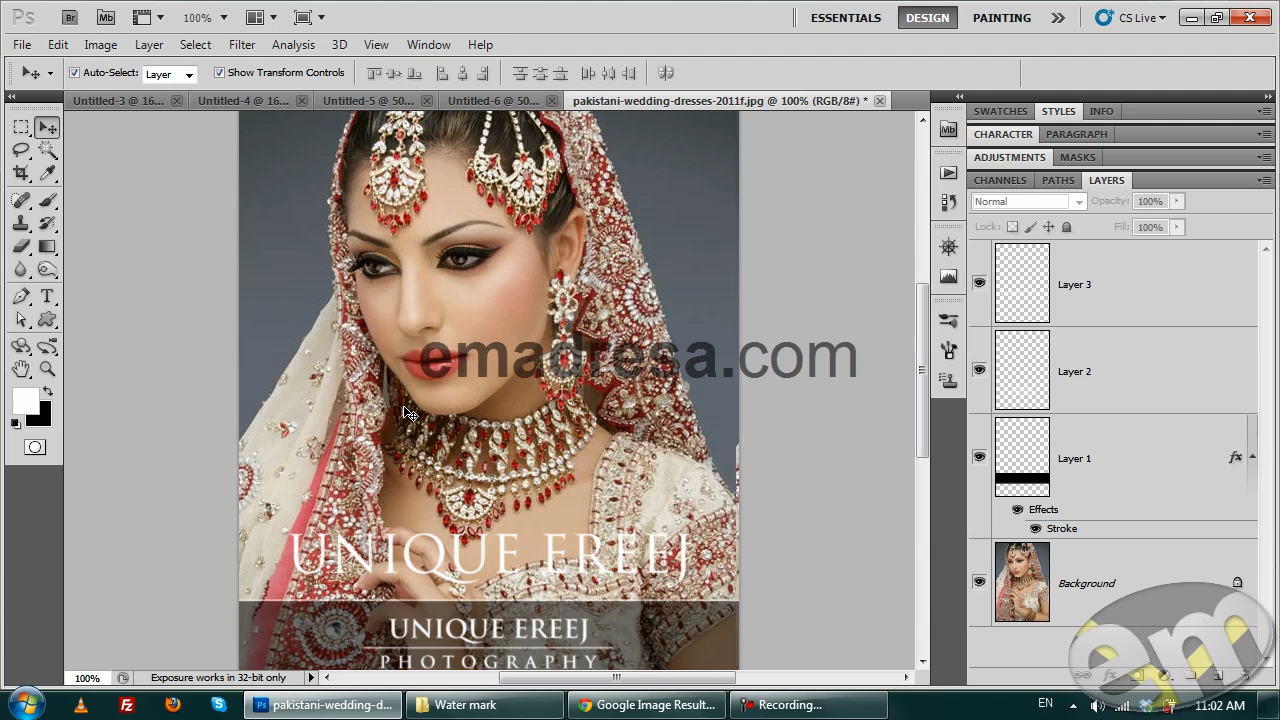 Ps Br Mb 100% ESSENTIALS DESIGN PAINTING CS Live
File Edit Image Layer Select Filter Analysis 3D View Window Help
Auto-Select: Layer Show Transform Controls
Untitled-3 @ 16... Untitled-4 @ 16... Untitled-5 @ 50... Untitled-6 @ 50... pakistani-wedding-dresses-2011f.jpg @ 100% (RGB/8#) *
SWATCHES STYLES INFO
Mb
CHARACTER PARAGRAPH
ADJUSTMENTS MASKS
CHANNELS PATHS LAYERS
Normal Opacity: 100%
Lock: Fill: 100%
Layer 3
emadresa.com
Layer 2
Layer 1 fx
Effects
Stroke
UNIQUE EREEJ
Background
UNIQUE EREEJ
PHOTOGRAPHY
em
100% Exposure works in 32-bit only
Ps pakistani-wedding-d... Water mark Google Image Result... Recording... EN 11:02 AM